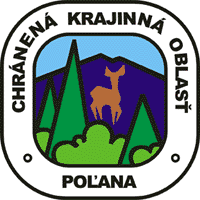 CHRÁNENÁ KRAJINNÁ OBLASŤ
POĽANA